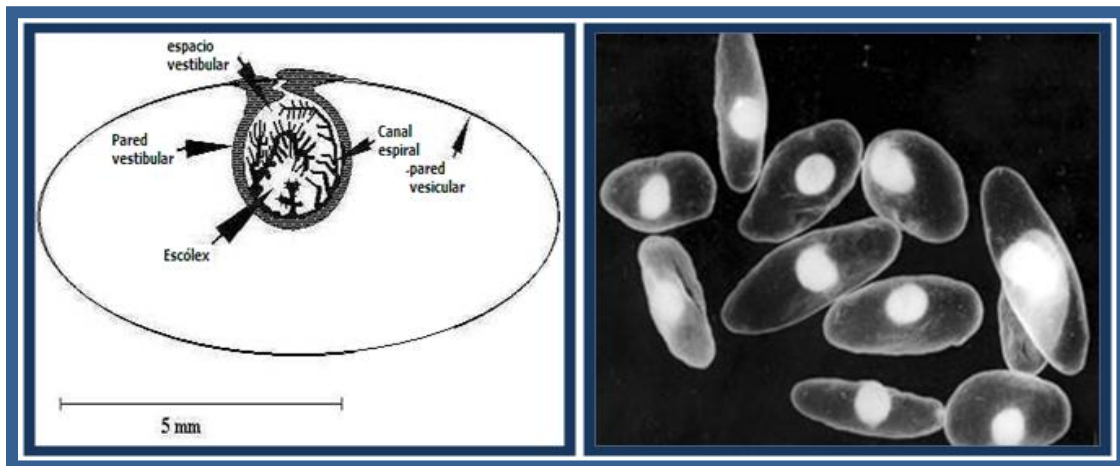 espacio
vestibular
Pared
vestibular
Canal
espiral
-pared
vesicular
Escólex
5 mm